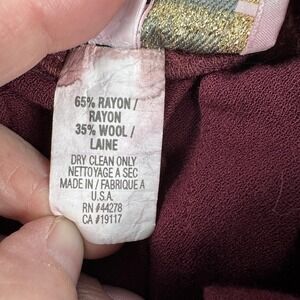 65% RAYON /
RAYON
35% WOOL /
LAINE
DRY CLEAN ONLY
NETTOYAGE A SEC
MADE IN / FABRIQUE A
U.S.A.
RN #44278
CA #19117